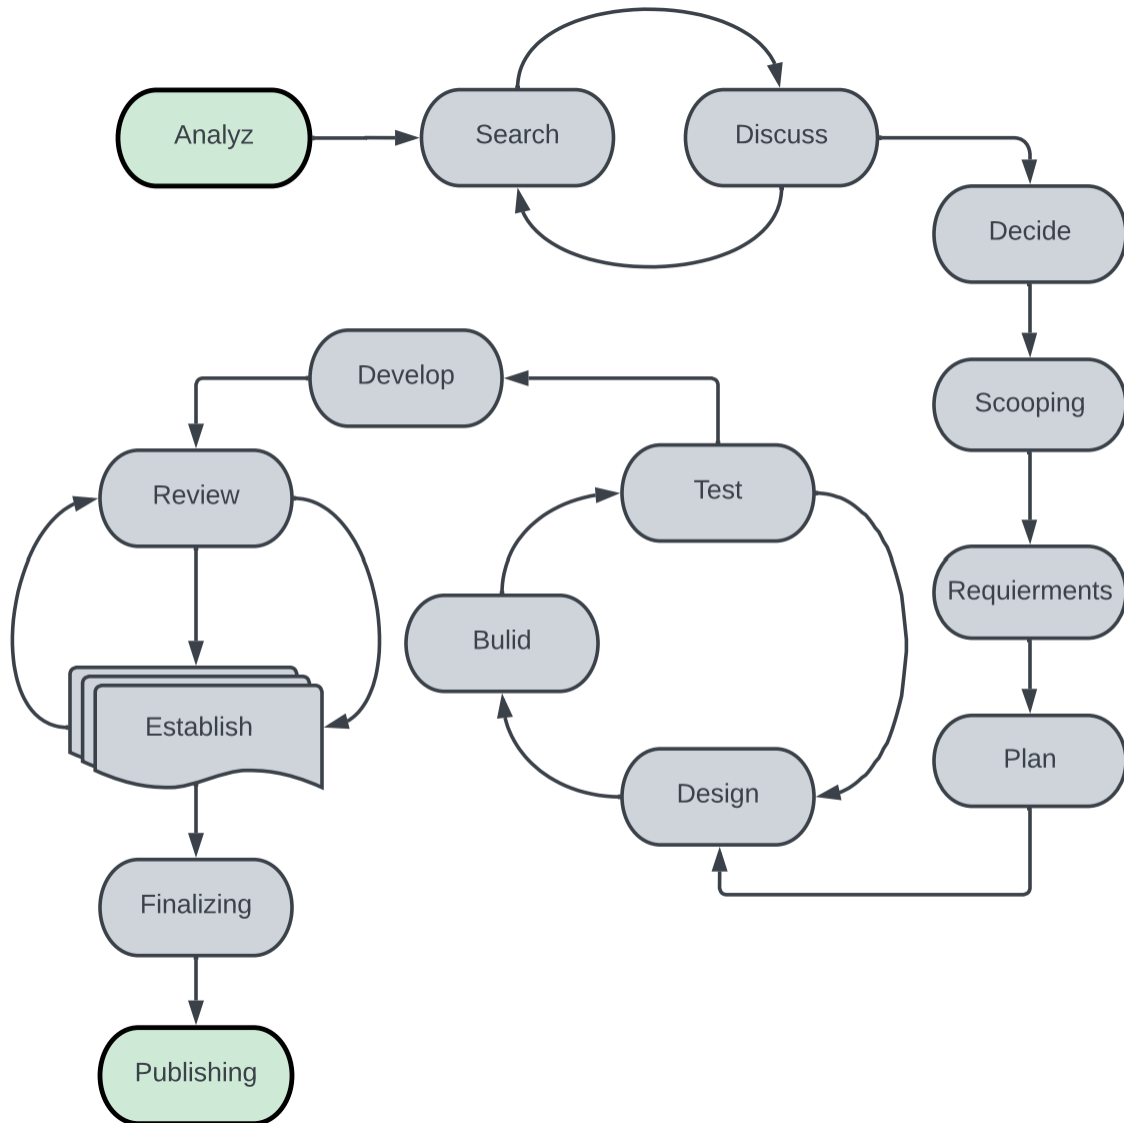 Analyz
Search
Discuss
Decide
Scooping
Requierments
Plan
Design
Bulid
Test
Develop
Review
Establish
Finalizing
Publishing